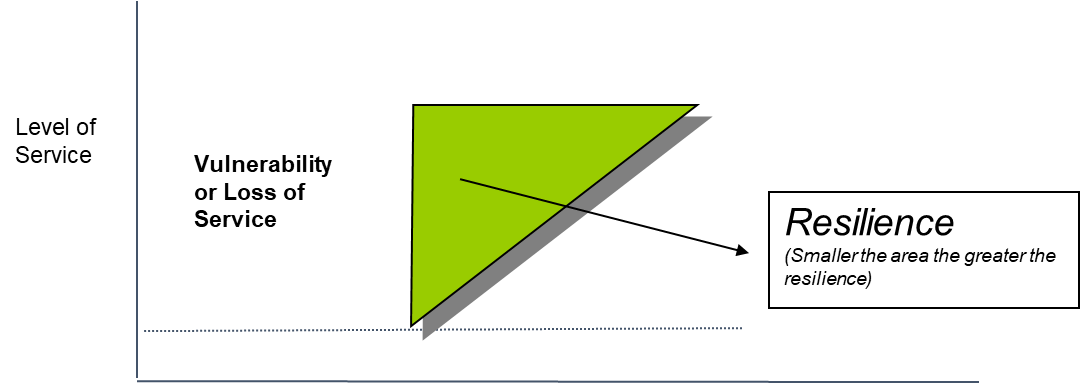 Level of
Service
Vulnerability
or Loss of
Service
Resilience
(Smaller the area the greater the
resilience)